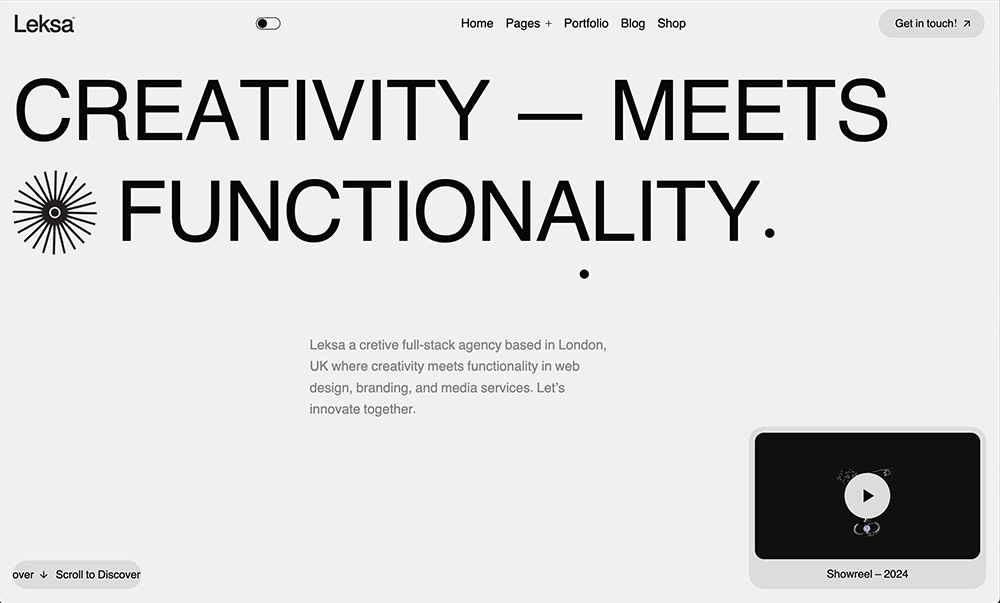 Leksa™
Home Pages + Portfolio Blog Shop
Get in touch! ↗
CREATIVITY — MEETS
FUNCTIONALITY.
Leksa a cretive full-stack agency based in London,
UK where creativity meets functionality in web
design, branding, and media services. Let’s
innovate together.
over ↓ Scroll to Discover
Showreel – 2024